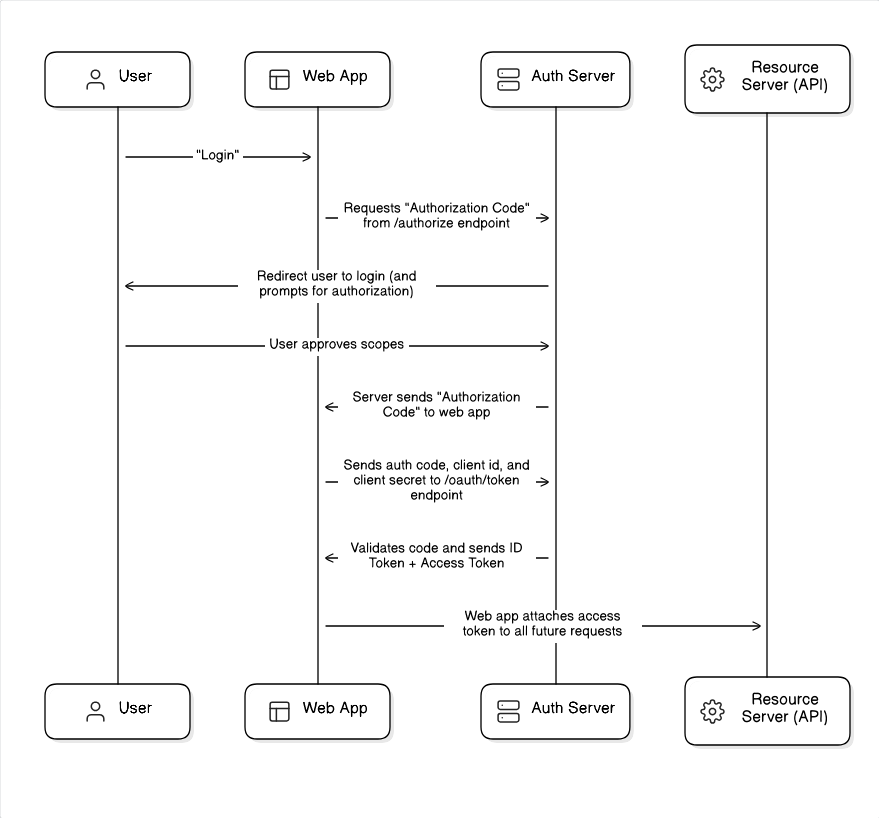 User
Web App
Auth Server
Resource
Server (API)
"Login"
Requests "Authorization Code"
from /authorize endpoint
Redirect user to login (and
prompts for authorization)
User approves scopes
Server sends "Authorization
Code" to web app
Sends auth code, client id, and
client secret to /oauth/token
endpoint
Validates code and sends ID
Token + Access Token
Web app attaches access
token to all future requests
User
Web App
Auth Server
Resource
Server (API)